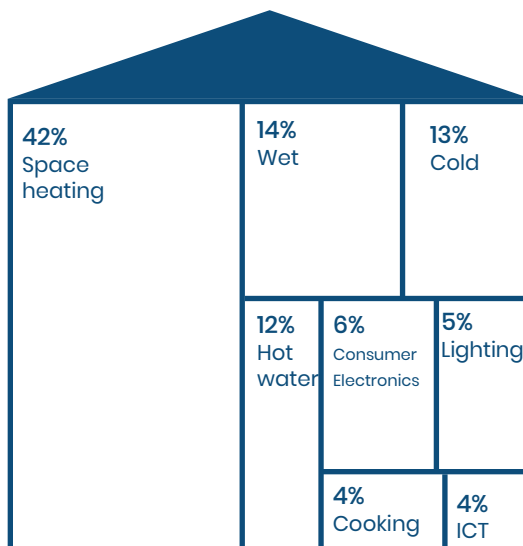 42%
Space
heating
14%
Wet
13%
Cold
12%
Hot
water
6%
Consumer
Electronics
5%
Lighting
4%
Cooking
4%
ICT